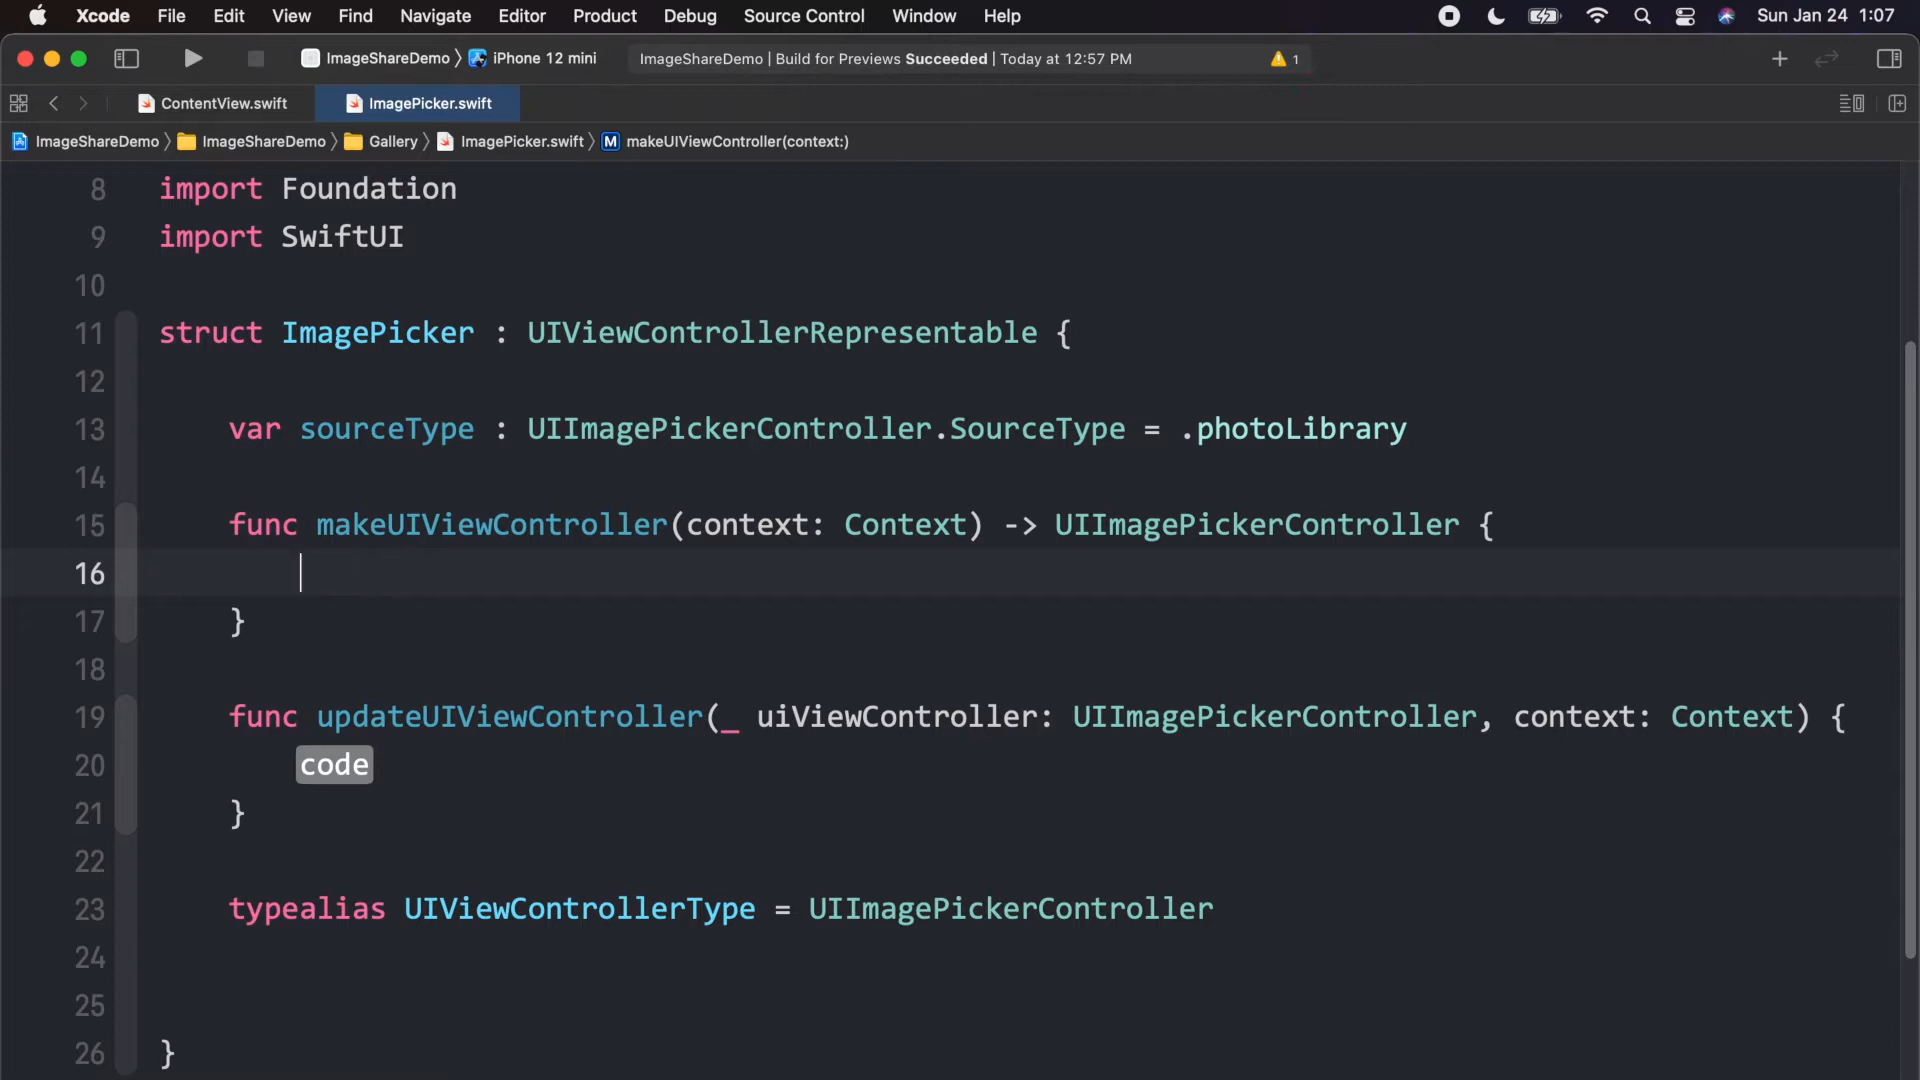 Xcode File Edit View Find Navigate Editor Product Debug Source Control Window Help Sun Jan 24 1:07
ImageShareDemo 〉 iPhone 12 mini ImageShareDemo | Build for Previews Succeeded | Today at 12:57 PM 1
ContentView.swift ImagePicker.swift
ImageShareDemo 〉 ImageShareDemo 〉 Gallery 〉 ImagePicker.swift 〉 M makeUIViewController(context:)
8 import Foundation
9 import SwiftUI
10
11 struct ImagePicker : UIViewControllerRepresentable {
12
13 var sourceType : UIImagePickerController.SourceType = .photoLibrary
14
15 func makeUIViewController(context: Context) -> UIImagePickerController {
16
17 }
18
19 func updateUIViewController(_ uiViewController: UIImagePickerController, context: Context) {
20 code
21 }
22
23 typealias UIViewControllerType = UIImagePickerController
24
25
26 }